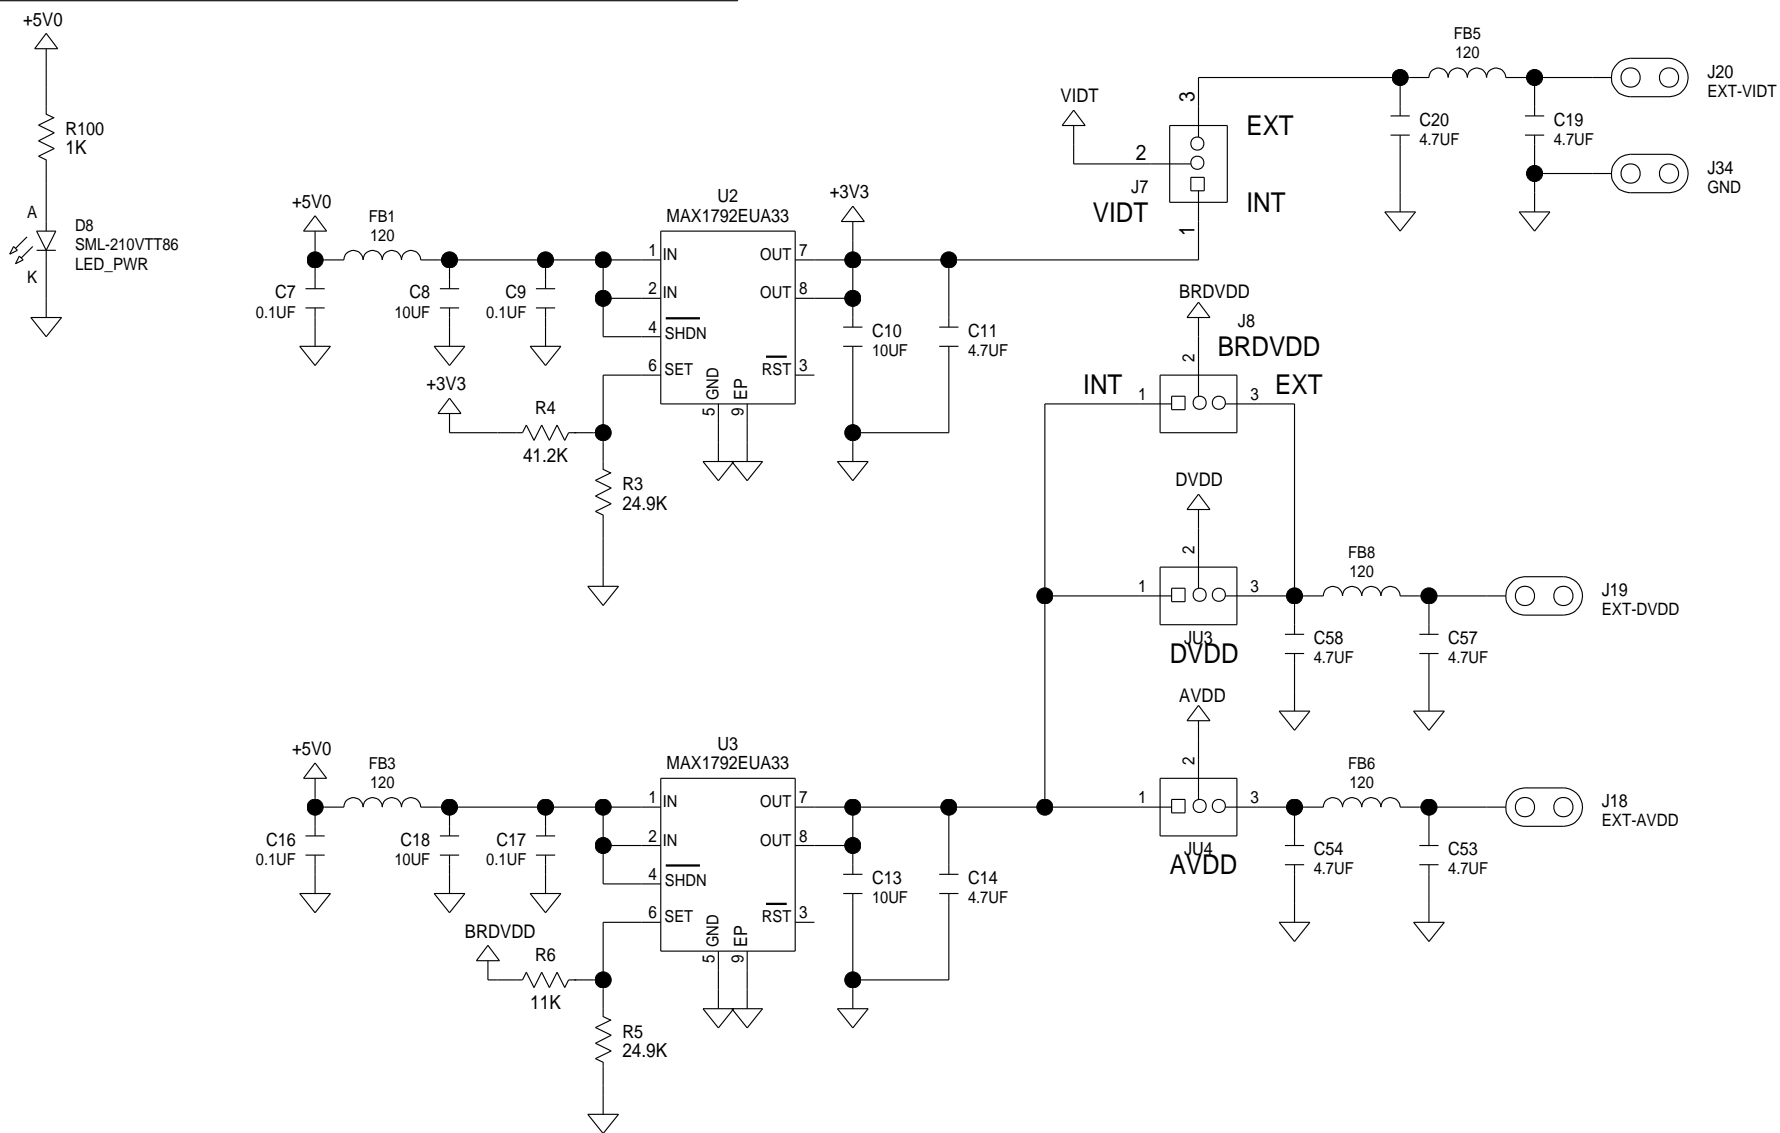 +5V0
R100
1K
A
D8
SML-210VTT86
LED_PWR
K
+5V0
FB1
120
C7
0.1UF
C8
10UF
C9
0.1UF
U2
MAX1792EUA33
1 IN
2 IN
4 SHDN
6 SET
OUT 7
OUT 8
RST 3
GND
5
EP
9
+3V3
R4
41.2K
R3
24.9K
+3V3
C10
10UF
C11
4.7UF
VIDT
3
2
1
EXT
INT
J7
VIDT
FB5
120
C20
4.7UF
C19
4.7UF
J20
EXT-VIDT
J34
GND
BRDVDD
J8
BRDVDD
2
INT
1
3
EXT
DVDD
2
1
3
JU3
DVDD
FB8
120
C58
4.7UF
C57
4.7UF
J19
EXT-DVDD
AVDD
2
1
3
JU4
AVDD
FB6
120
C54
4.7UF
C53
4.7UF
J18
EXT-AVDD
+5V0
FB3
120
C16
0.1UF
C18
10UF
C17
0.1UF
U3
MAX1792EUA33
1 IN
2 IN
4 SHDN
6 SET
OUT 7
OUT 8
RST 3
GND
5
EP
9
BRDVDD
R6
11K
R5
24.9K
C13
10UF
C14
4.7UF